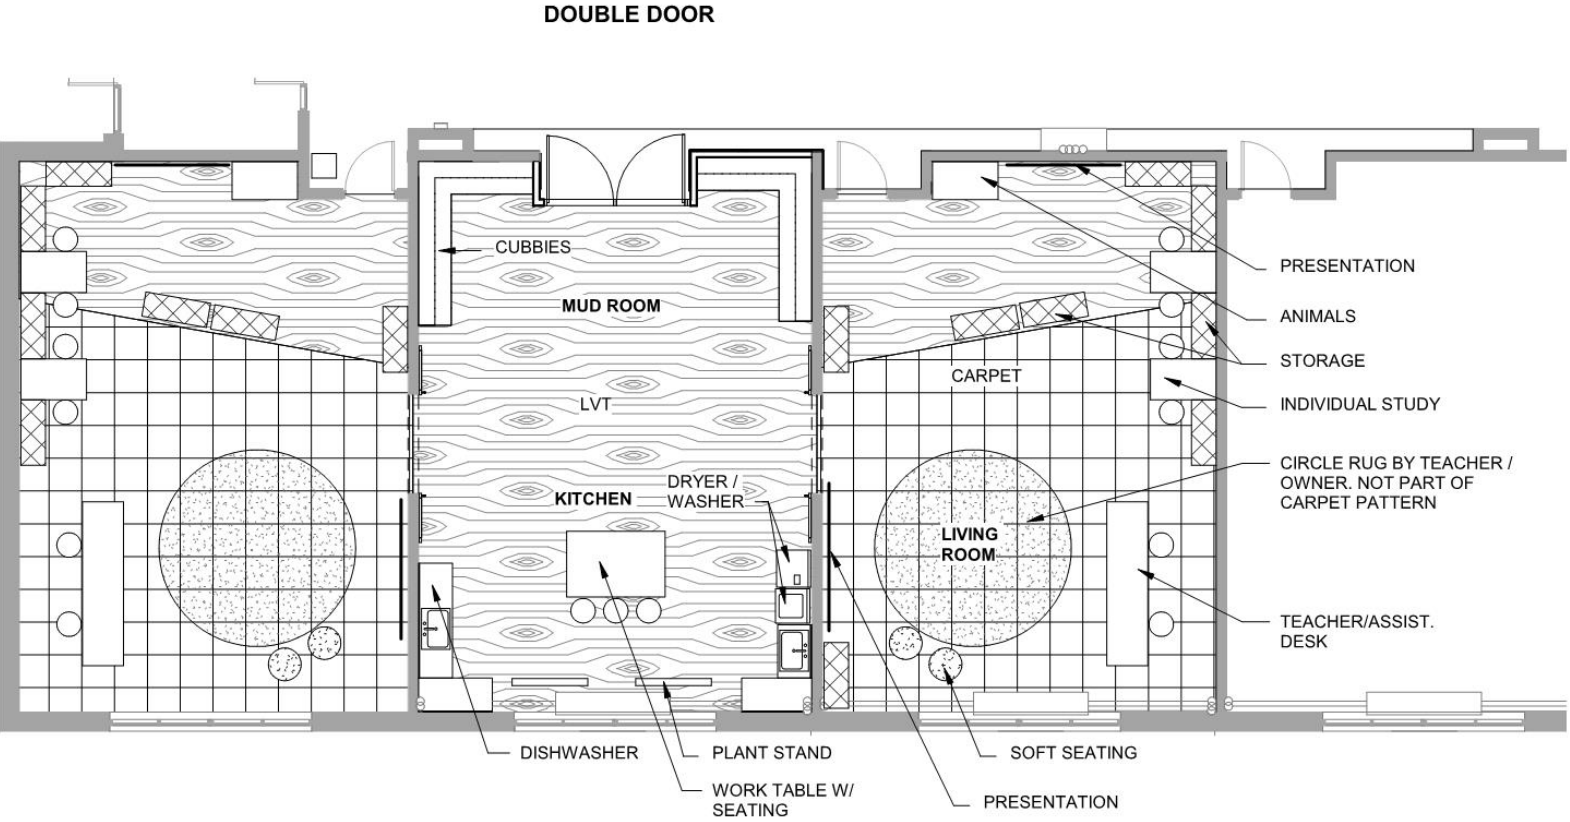 DOUBLE DOOR
CUBBIES
MUD ROOM
PRESENTATION
ANIMALS
STORAGE
CARPET
LVT
INDIVIDUAL STUDY
DRYER /
WASHER
KITCHEN
CIRCLE RUG BY TEACHER /
OWNER. NOT PART OF
CARPET PATTERN
LIVING
ROOM
TEACHER/ASSIST.
DESK
DISHWASHER
PLANT STAND
SOFT SEATING
WORK TABLE W/
SEATING
PRESENTATION